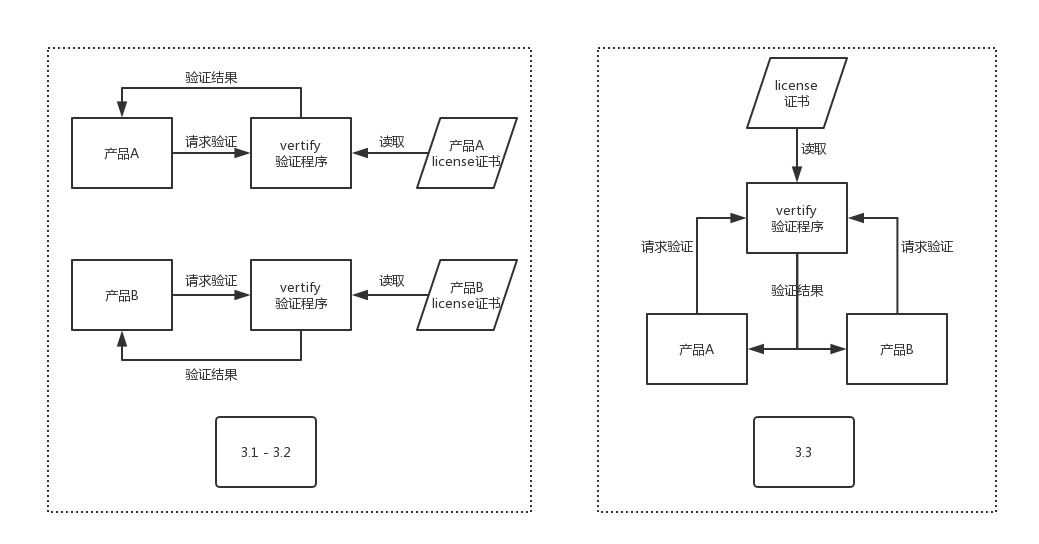 验证结果
产品A
请求验证
vertify
验证程序
读取
产品A
license证书
产品B
请求验证
vertify
验证程序
读取
产品B
license证书
验证结果
3.1 - 3.2
license
证书
读取
vertify
验证程序
请求验证
请求验证
验证结果
产品A
产品B
3.3